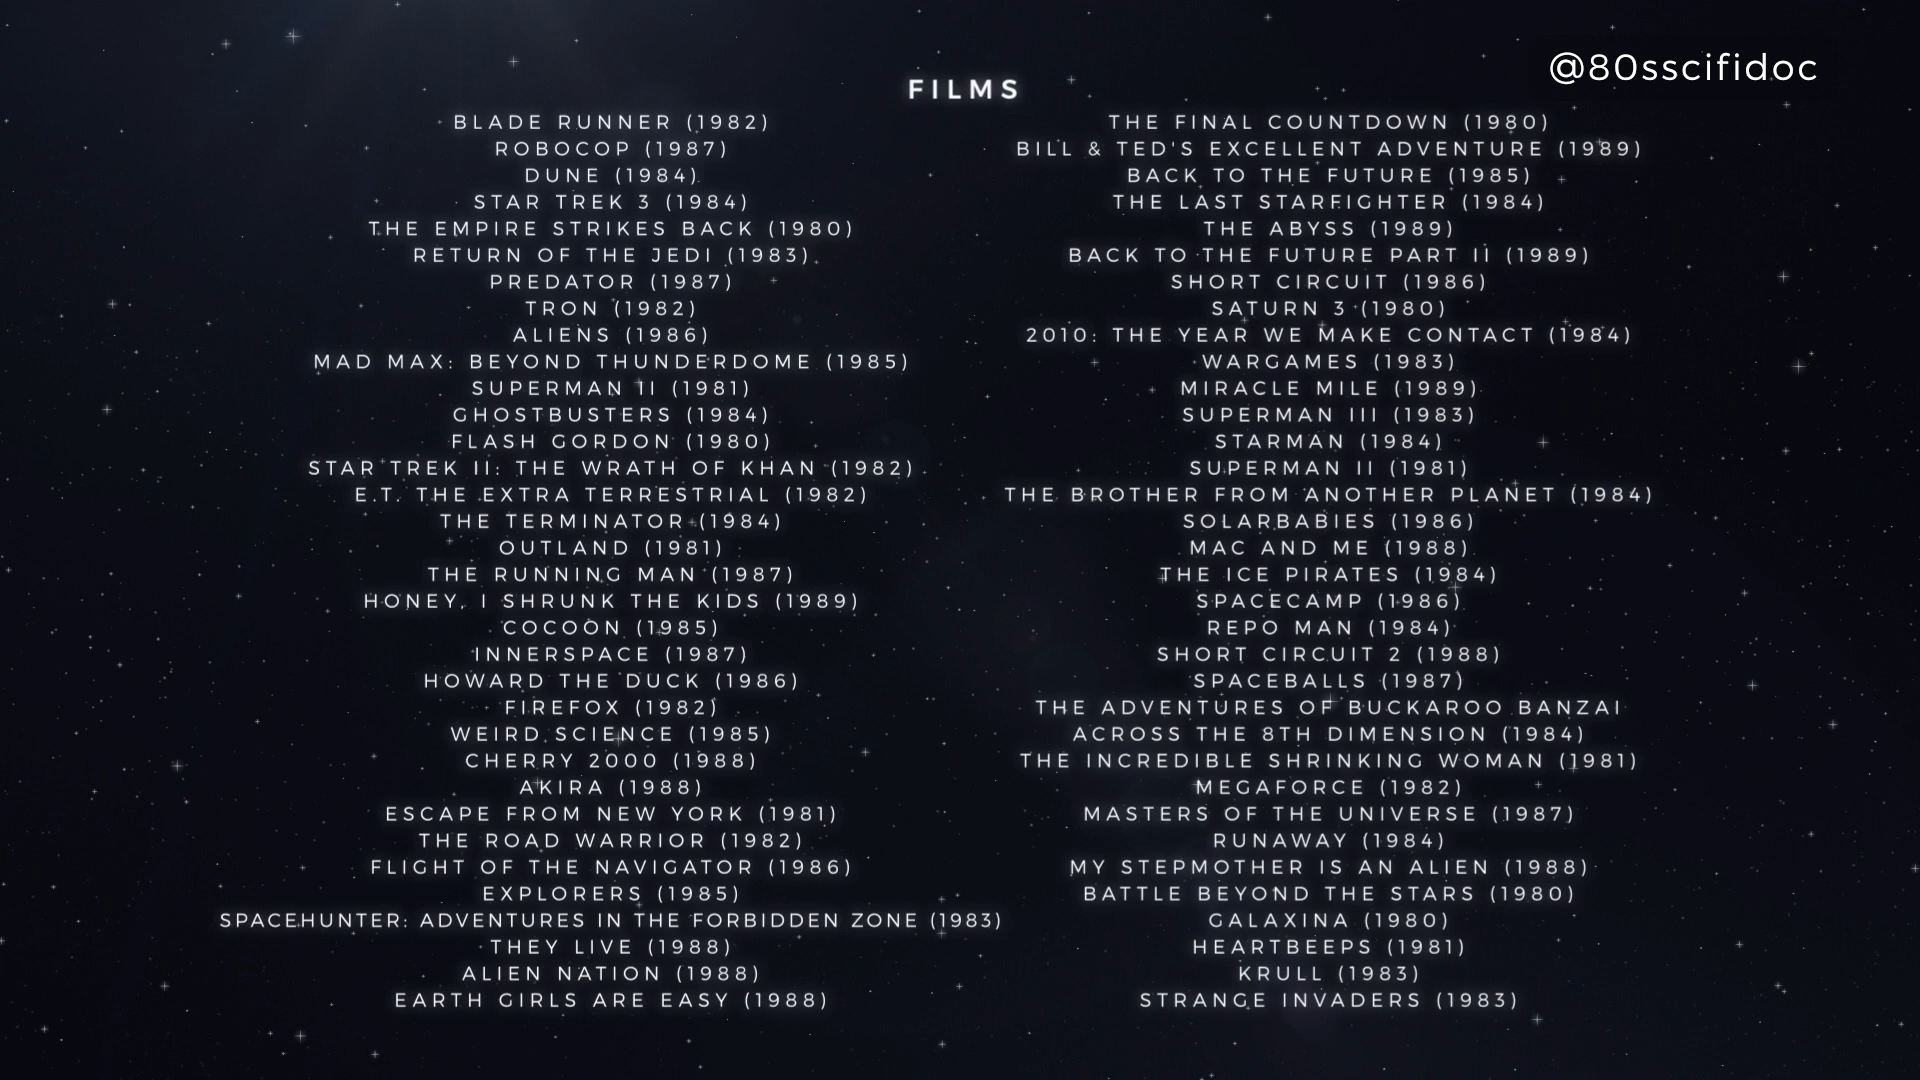 @80sscifidoc
FILMS
BLADE RUNNER (1982)
ROBOCOP (1987)
DUNE (1984)
STAR TREK 3 (1984)
THE EMPIRE STRIKES BACK (1980)
RETURN OF THE JEDI (1983)
PREDATOR (1987)
TRON (1982)
ALIENS (1986)
MAD MAX: BEYOND THUNDERDOME (1985)
SUPERMAN II (1981)
GHOSTBUSTERS (1984)
FLASH GORDON (1980)
STAR TREK II: THE WRATH OF KHAN (1982)
E.T. THE EXTRA TERRESTRIAL (1982)
THE TERMINATOR (1984)
OUTLAND (1981)
THE RUNNING MAN (1987)
HONEY, I SHRUNK THE KIDS (1989)
COCOON (1985)
INNERSPACE (1987)
HOWARD THE DUCK (1986)
FIREFOX (1982)
WEIRD SCIENCE (1985)
CHERRY 2000 (1988)
AKIRA (1988)
ESCAPE FROM NEW YORK (1981)
THE ROAD WARRIOR (1982)
FLIGHT OF THE NAVIGATOR (1986)
EXPLORERS (1985)
SPACEHUNTER: ADVENTURES IN THE FORBIDDEN ZONE (1983)
THEY LIVE (1988)
ALIEN NATION (1988)
EARTH GIRLS ARE EASY (1988)
THE FINAL COUNTDOWN (1980)
BILL & TED'S EXCELLENT ADVENTURE (1989)
BACK TO THE FUTURE (1985)
THE LAST STARFIGHTER (1984)
THE ABYSS (1989)
BACK TO THE FUTURE PART II (1989)
SHORT CIRCUIT (1986)
SATURN 3 (1980)
2010: THE YEAR WE MAKE CONTACT (1984)
WARGAMES (1983)
MIRACLE MILE (1989)
SUPERMAN III (1983)
STARMAN (1984)
SUPERMAN II (1981)
THE BROTHER FROM ANOTHER PLANET (1984)
SOLARBABIES (1986)
MAC AND ME (1988)
THE ICE PIRATES (1984)
SPACECAMP (1986)
REPO MAN (1984)
SHORT CIRCUIT 2 (1988)
SPACEBALLS (1987)
THE ADVENTURES OF BUCKAROO BANZAI
ACROSS THE 8TH DIMENSION (1984)
THE INCREDIBLE SHRINKING WOMAN (1981)
MEGAFORCE (1982)
MASTERS OF THE UNIVERSE (1987)
RUNAWAY (1984)
MY STEPMOTHER IS AN ALIEN (1988)
BATTLE BEYOND THE STARS (1980)
GALAXINA (1980)
HEARTBEEPS (1981)
KRULL (1983)
STRANGE INVADERS (1983)